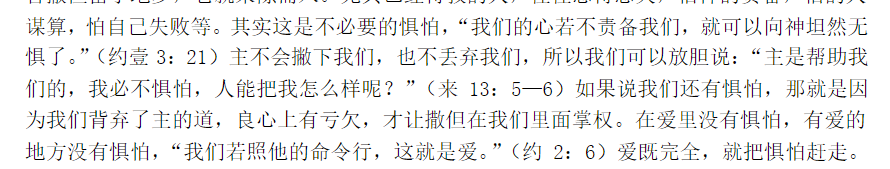 谋算，怕自己失败等。其实这是不必要的惧怕，“我们的心若不责备我们，就可以向神坦然无
惧了。”（约壹 3：21）主不会撇下我们，也不丢弃我们，所以我们可以放胆说：“主是帮助我
们的，我必不惧怕，人能把我怎么样呢？”（来 13：5—6）如果说我们还有惧怕，那就是因
为我们背弃了主的道，良心上有亏欠，才让撒但在我们里面掌权。在爱里没有惧怕，有爱的
地方没有惧怕，“我们若照他的命令行，这就是爱。”（约 2：6）爱既完全，就把惧怕赶走。